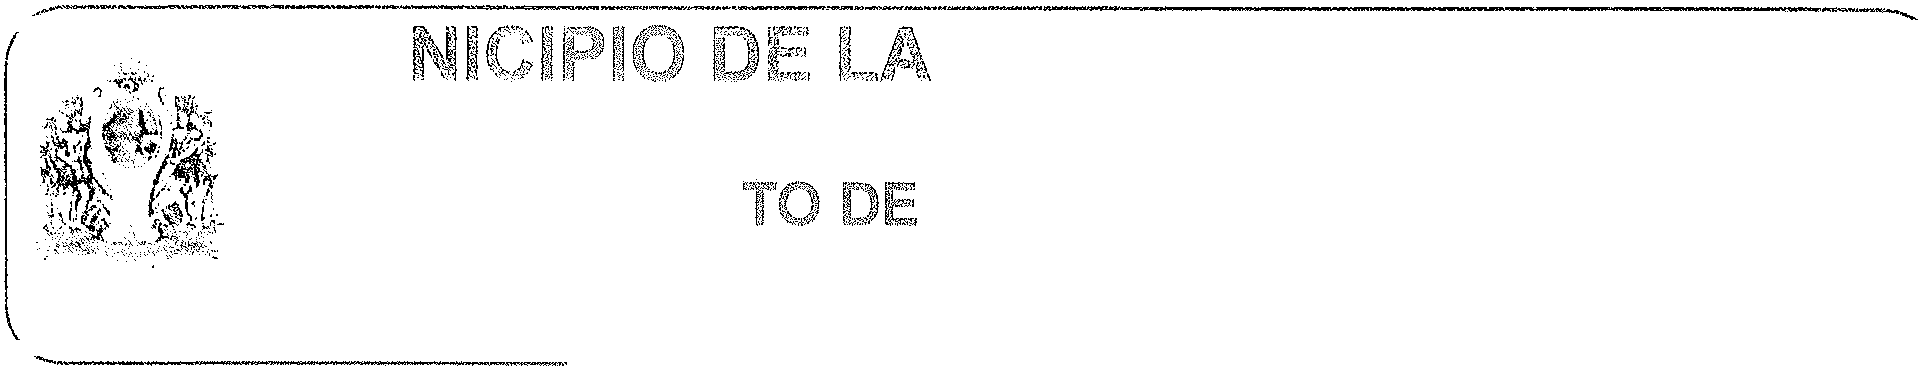 NICIPIO DE LA
TO DE